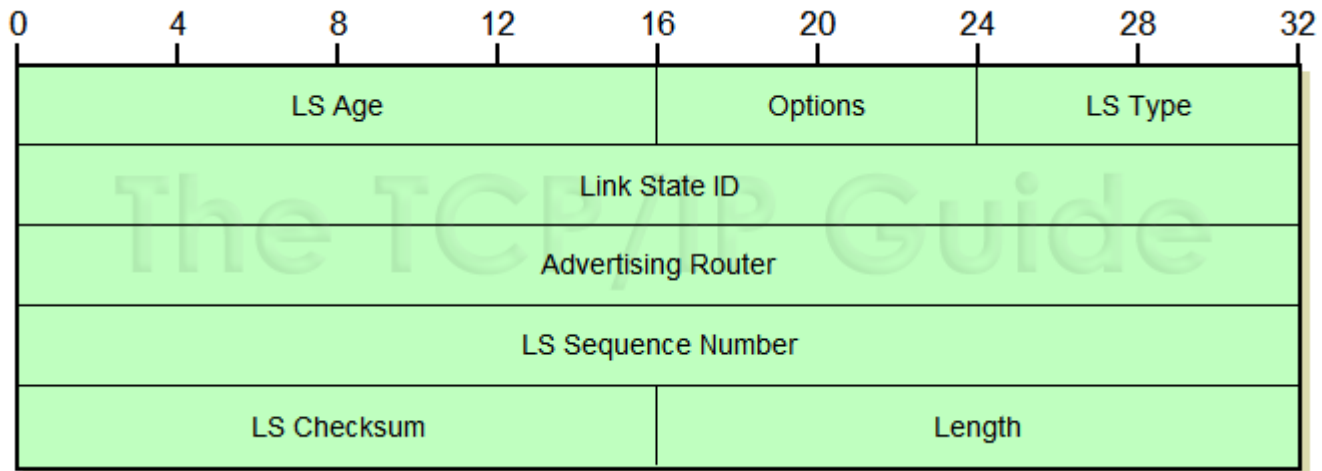 0 4 8 12 16 20 24 28 32
LS Age Options LS Type
Link State ID
The TCP/IP Guide
Advertising Router
LS Sequence Number
LS Checksum Length